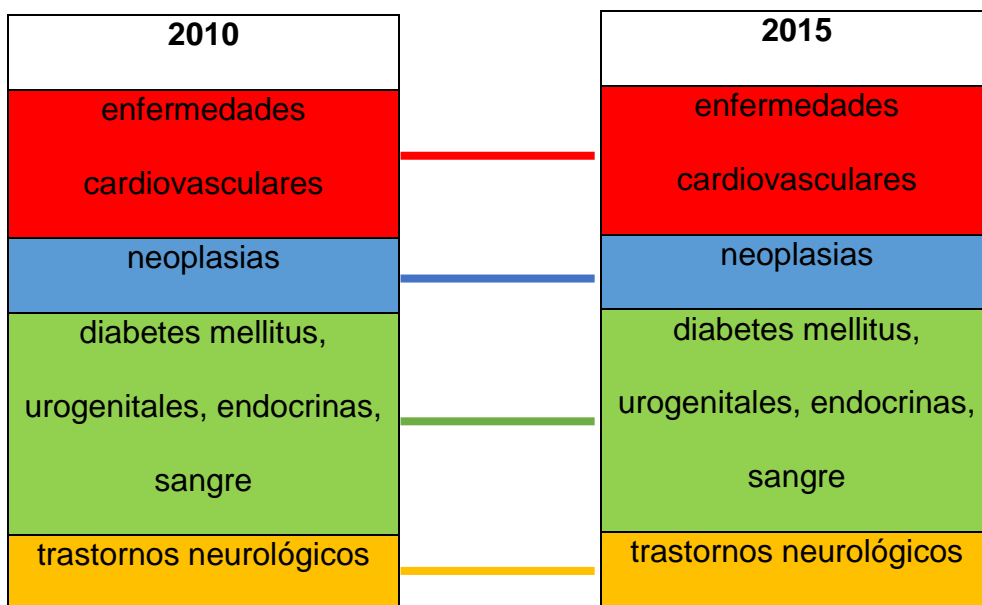 2010
enfermedades
cardiovasculares
neoplasias
diabetes mellitus,
urogenitales, endocrinas,
sangre
trastornos neurológicos
2015
enfermedades
cardiovasculares
neoplasias
diabetes mellitus,
urogenitales, endocrinas,
sangre
trastornos neurológicos